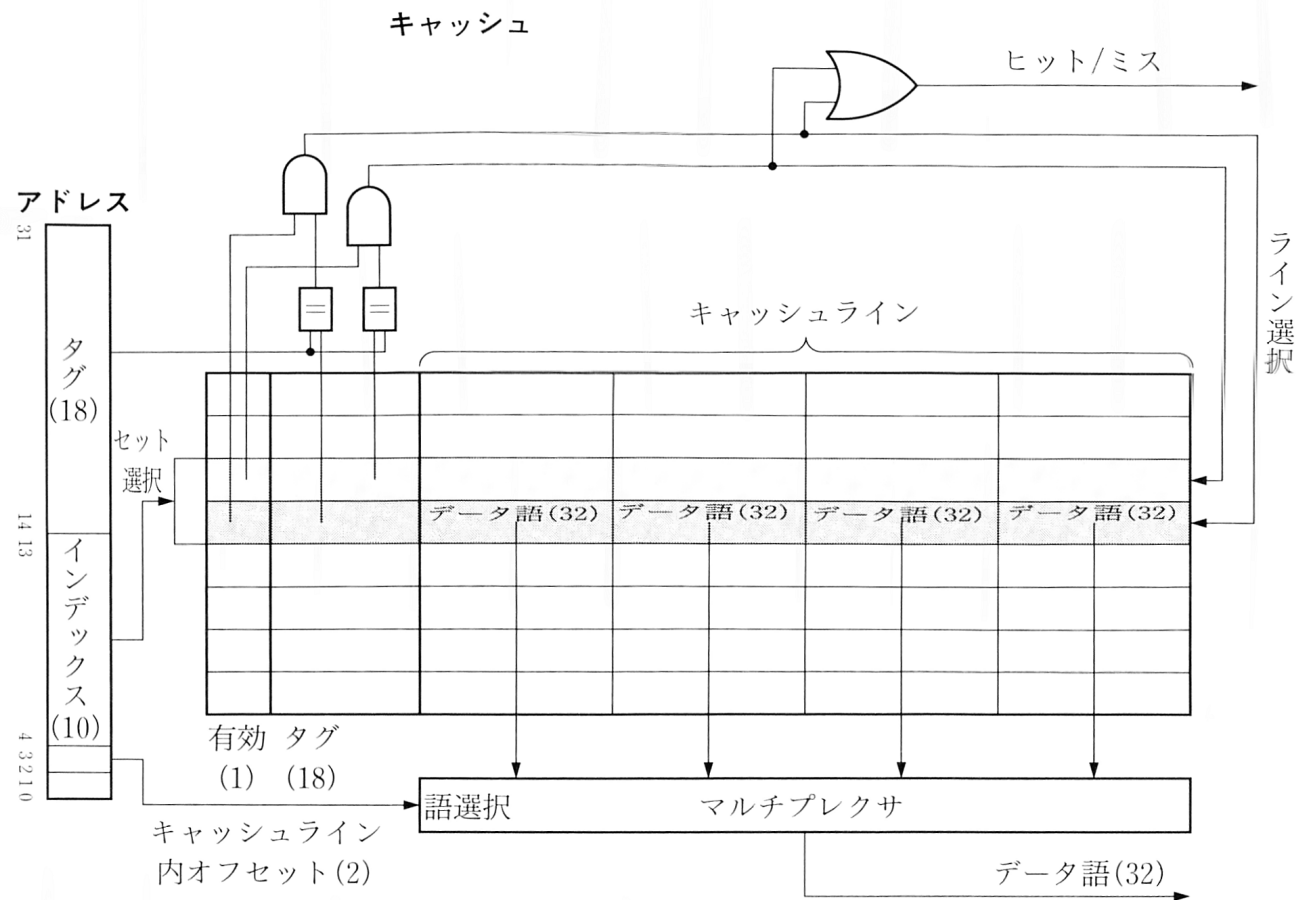 キャッシュ
ヒット/ミス
アドレス
31
タグ
(18)
14 13
インデックス
(10)
4 3 2 1 0
セット
選択
=
=
キャッシュライン
ライン選択
データ語(32)
データ語(32)
データ語(32)
データ語(32)
有効
(1)
タグ
(18)
キャッシュライン
内オフセット(2)
語選択
マルチプレクサ
データ語(32)